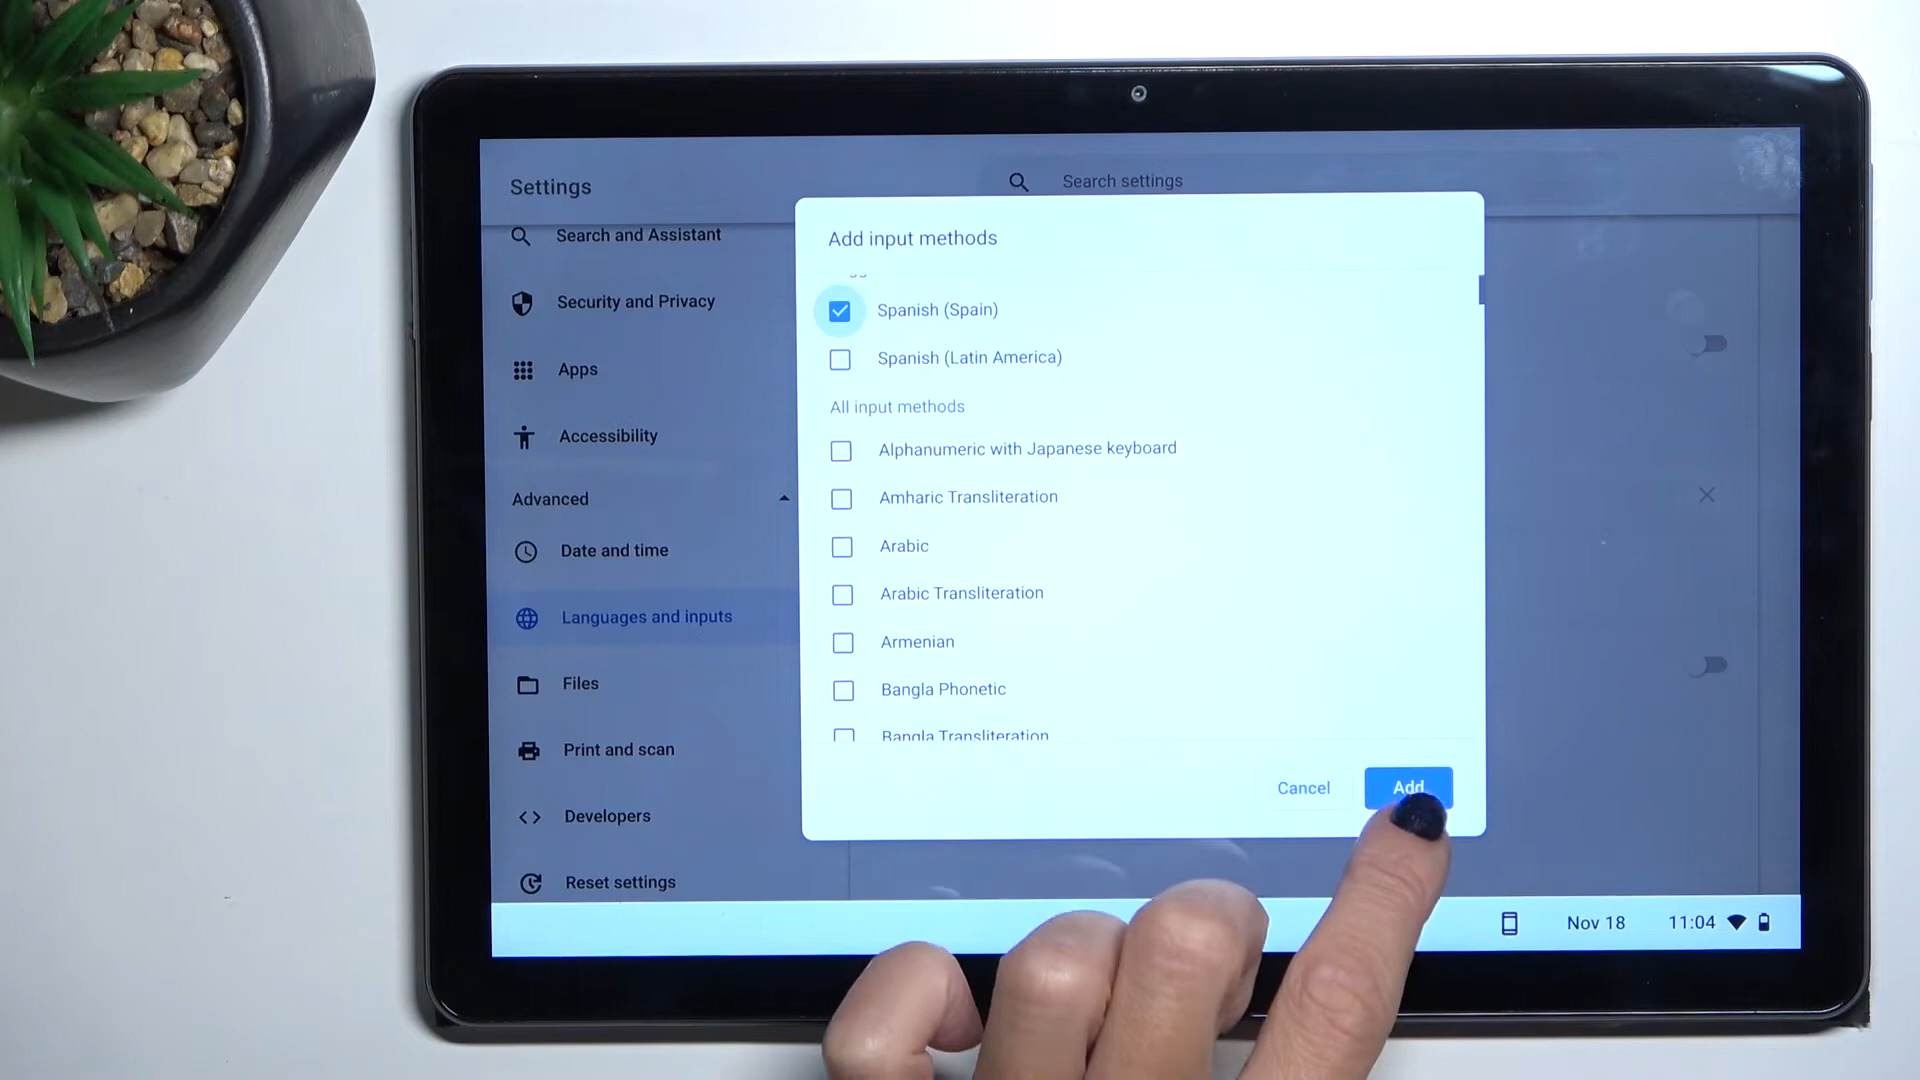 Settings
Search settings
Search and Assistant
Security and Privacy
Apps
Accessibility
Advanced
Date and time
Languages and inputs
Files
Print and scan
Developers
Reset settings
Add input methods
Spanish (Spain)
Spanish (Latin America)
All input methods
Alphanumeric with Japanese keyboard
Amharic Transliteration
Arabic
Arabic Transliteration
Armenian
Bangla Phonetic
Bangla Transliteration
Cancel
Add
Nov 18
11:04